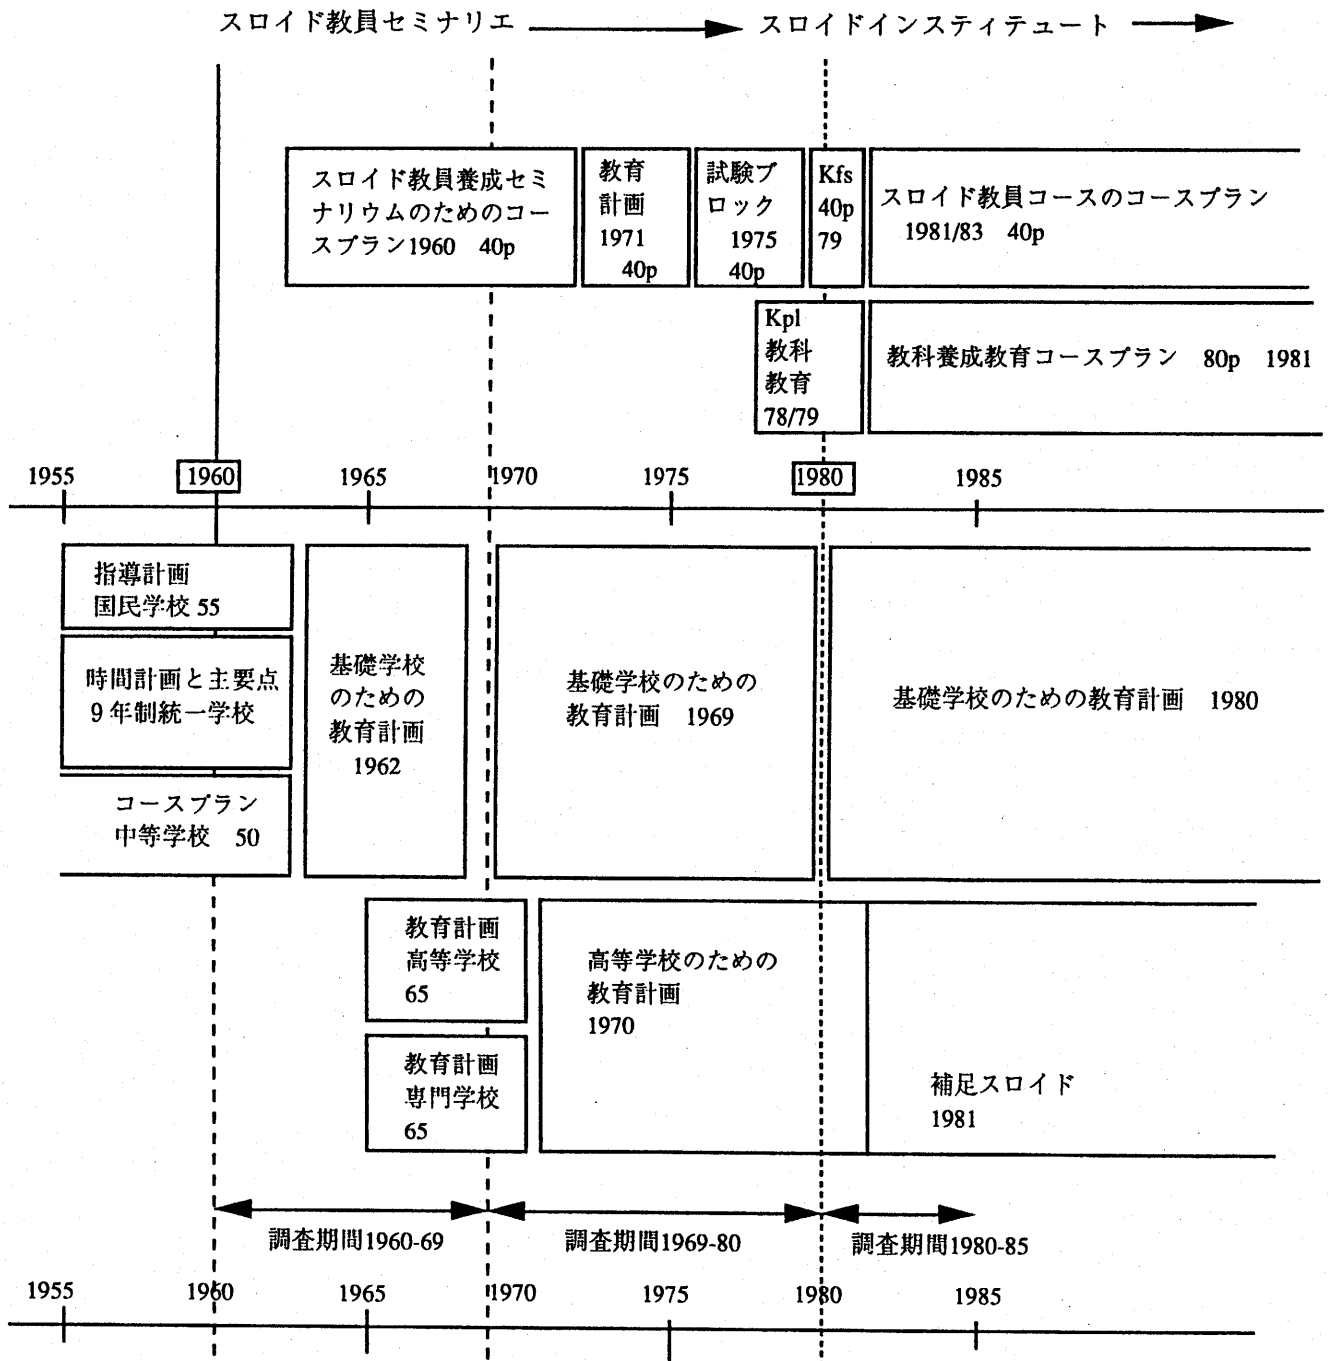 スロイド教員セミナリエ
スロイドインスティテュート
スロイド教員養成セミ
ナリウムのためのコー
スプラン1960　40p
教育
計画
1971
40p
試験ブ
ロック
1975
40p
Kfs
40p
79
スロイド教員コースのコースプラン
1981/83　40p
Kpl
教科
教育
78/79
教科養成教育コースプラン　80p　1981
1955
1960
1965
1970
1975
1980
1985
指導計画
国民学校 55
時間計画と主要点
9年制統一学校
コースプラン
中等学校　50
基礎学校
のための
教育計画
1962
基礎学校のための
教育計画　1969
基礎学校のための教育計画　1980
教育計画
高等学校
65
教育計画
専門学校
65
高等学校のための
教育計画
1970
補足スロイド
1981
調査期間1960-69
調査期間1969-80
調査期間1980-85
1955
1960
1965
1970
1975
1980
1985